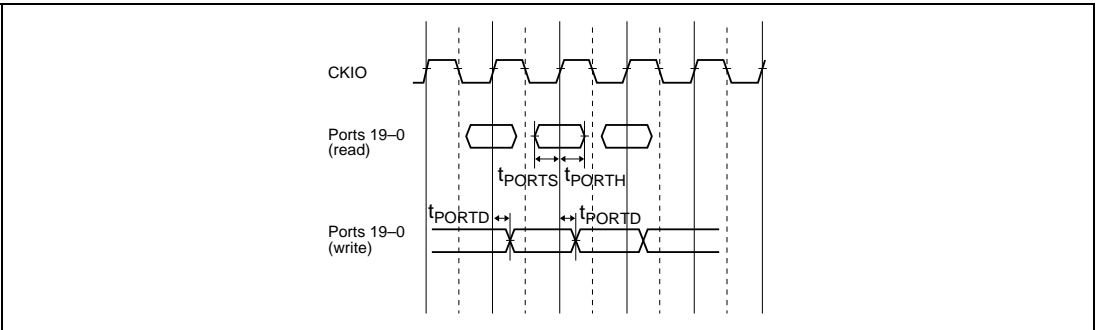 CKIO
Ports 19–0
(read)
tPORTS tPORTH
tPORTD tPORTD
Ports 19–0
(write)